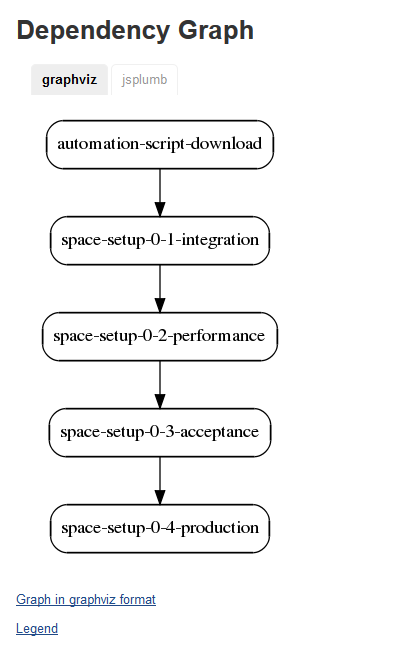 Dependency Graph
graphviz
jsplumb
automation-script-download
space-setup-0-1-integration
space-setup-0-2-performance
space-setup-0-3-acceptance
space-setup-0-4-production
Graph in graphviz format
Legend